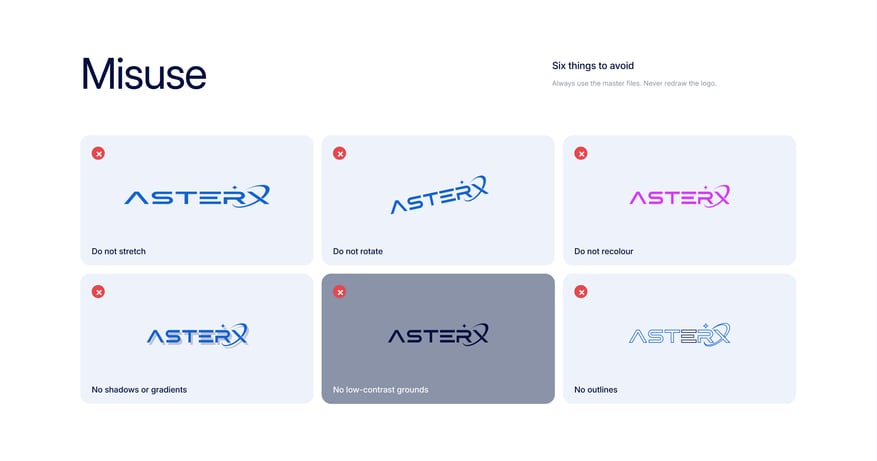 Misuse
Six things to avoid
Always use the master files. Never redraw the logo.
ASTERX
Do not stretch
ASTERX
Do not rotate
ASTERX
Do not recolour
ASTERX
No shadows or gradients
ASTERX
No low-contrast grounds
ASTERX
No outlines